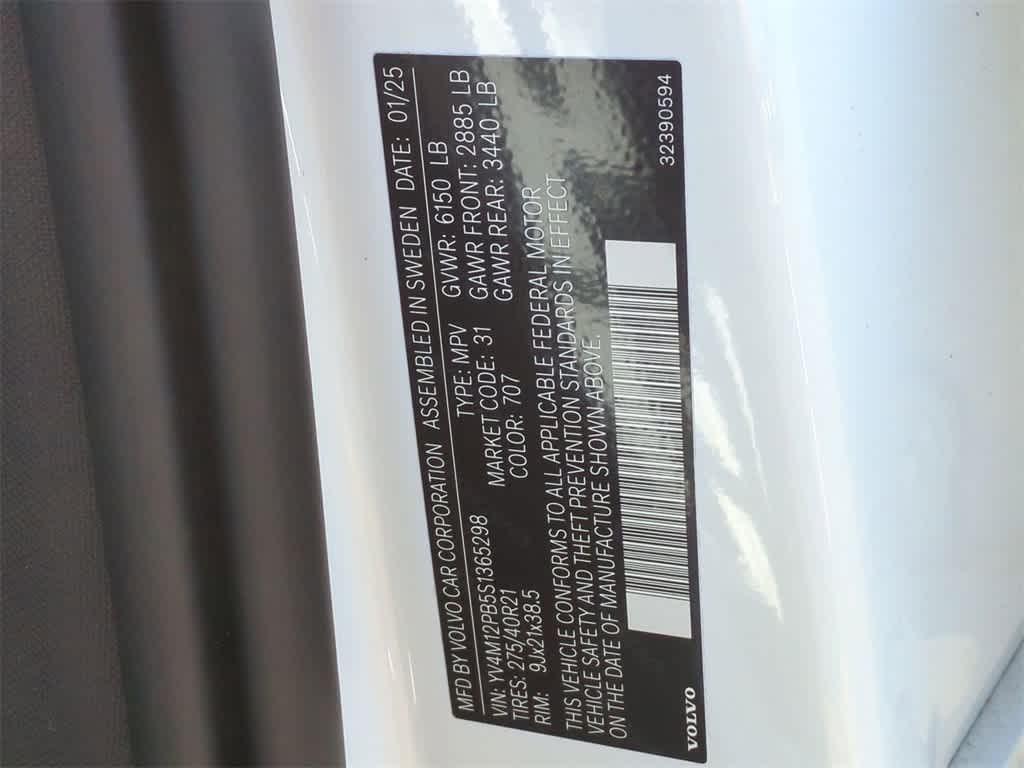 MFD BY VOLVO CAR CORPORATION ASSEMBLED IN SWEDEN DATE: 01/25
VIN: YV4M12PB5S1365298 TYPE: MPV GVWR: 6150 LB
TIRES: 275/40R21 MARKET CODE: 31 GAWR FRONT: 2885 LB
RIM: 9Jx21x38.5 COLOR: 707 GAWR REAR: 3440 LB
THIS VEHICLE CONFORMS TO ALL APPLICABLE FEDERAL MOTOR
VEHICLE SAFETY AND THEFT PREVENTION STANDARDS IN EFFECT
ON THE DATE OF MANUFACTURE SHOWN ABOVE.
VOLVO 32390594